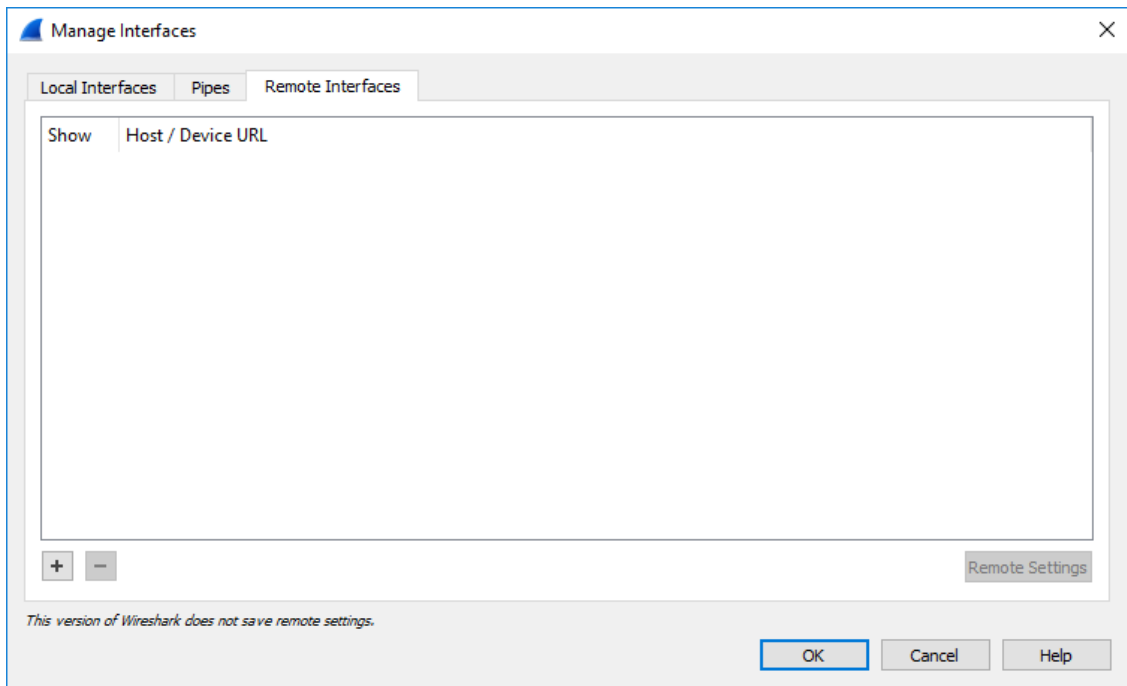 Manage Interfaces
Local Interfaces Pipes Remote Interfaces
Show Host / Device URL
+ − Remote Settings
This version of Wireshark does not save remote settings.
OK Cancel Help